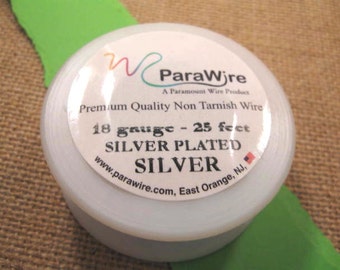 ParaWire
A Paramount Wire Product
Premium Quality Non Tarnish Wire
18 gauge - 25 feet
SILVER PLATED
SILVER
www.parawire.com, East Orange, NJ,